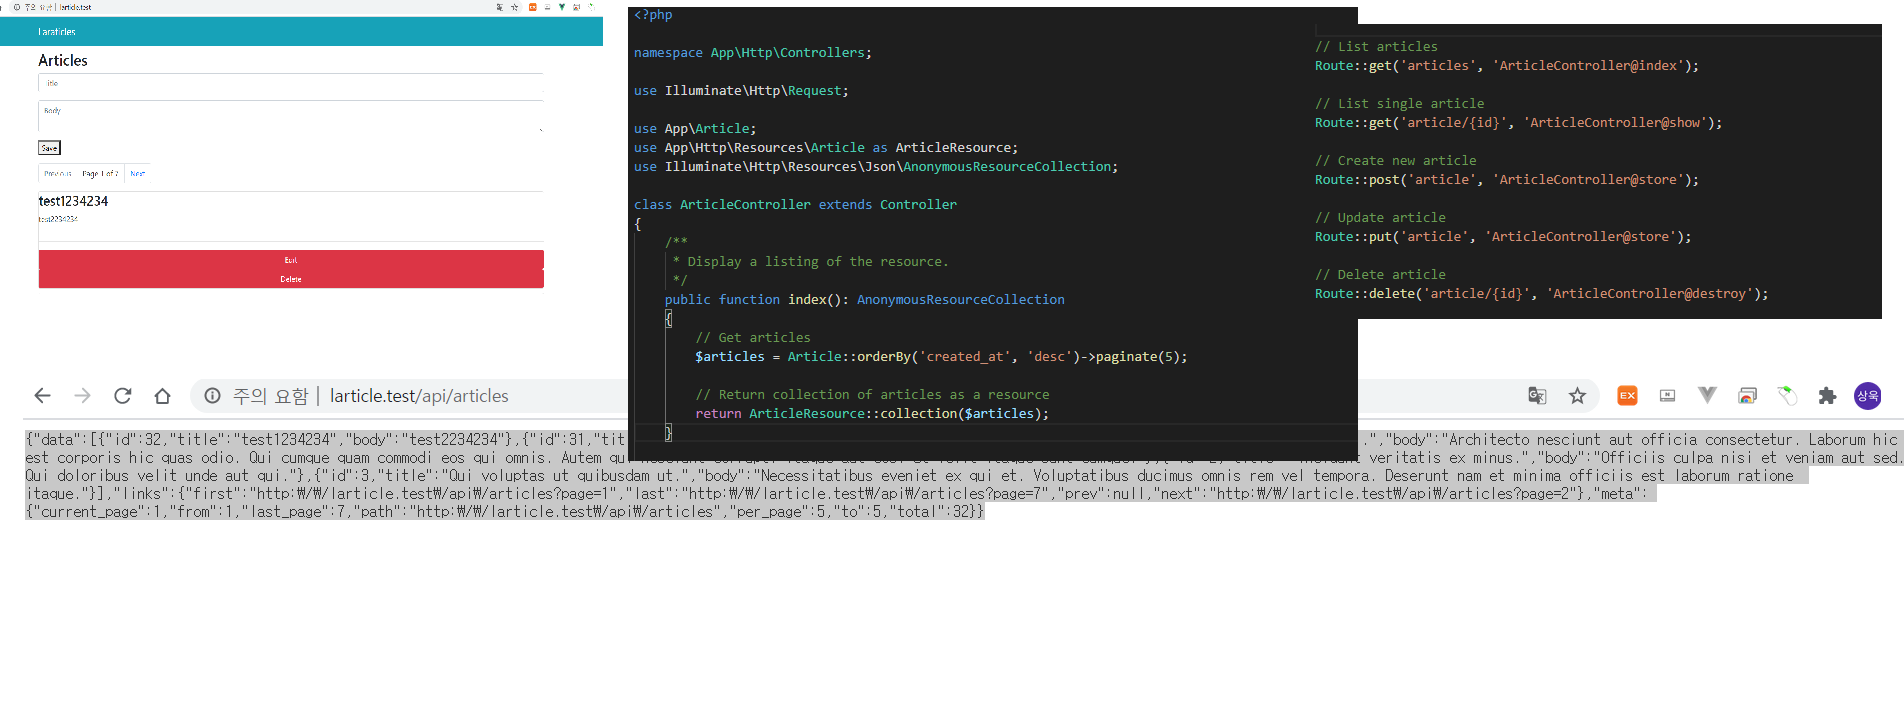 주의 요함 | larticle.test
Laraticles
Articles
Title
Body
Save
Previous Page 1 of 7 Next
test1234234
test2234234
Edit
Delete
<?php
namespace App\Http\Controllers;
use Illuminate\Http\Request;
use App\Article;
use App\Http\Resources\Article as ArticleResource;
use Illuminate\Http\Resources\Json\AnonymousResourceCollection;
class ArticleController extends Controller
{
/**
* Display a listing of the resource.
*/
public function index(): AnonymousResourceCollection
{
// Get articles
$articles = Article::orderBy('created_at', 'desc')->paginate(5);
// Return collection of articles as a resource
return ArticleResource::collection($articles);
}
// List articles
Route::get('articles', 'ArticleController@index');
// List single article
Route::get('article/{id}', 'ArticleController@show');
// Create new article
Route::post('article', 'ArticleController@store');
// Update article
Route::put('article', 'ArticleController@store');
// Delete article
Route::delete('article/{id}', 'ArticleController@destroy');
주의 요함 | larticle.test/api/articles
EX
상욱
{"data":[{"id":32,"title":"test1234234","body":"test2234234"},{"id":31,"tit .","body":"Architecto nesciunt aut officia consectetur. Laborum hic
est corporis hic quas odio. Qui cumque quam commodi eos qui omnis. Autem qui veritatis ex minus.","body":"Officiis culpa nisi et veniam aut sed.
Qui doloribus velit unde aut qui."},{"id":3,"title":"Qui voluptas ut quibusdam ut.","body":"Necessitatibus eveniet ex qui et. Voluptatibus ducimus omnis rem vel tempora. Deserunt nam et minima officiis est laborum ratione
itaque."}],"links":{"first":"http:₩/₩/larticle.test₩/api₩/articles?page=1","last":"http:₩/₩/larticle.test₩/api₩/articles?page=7","prev":null,"next":"http:₩/₩/larticle.test₩/api₩/articles?page=2"},"meta":
{"current_page":1,"from":1,"last_page":7,"path":"http:₩/₩/larticle.test₩/api₩/articles","per_page":5,"to":5,"total":32}}